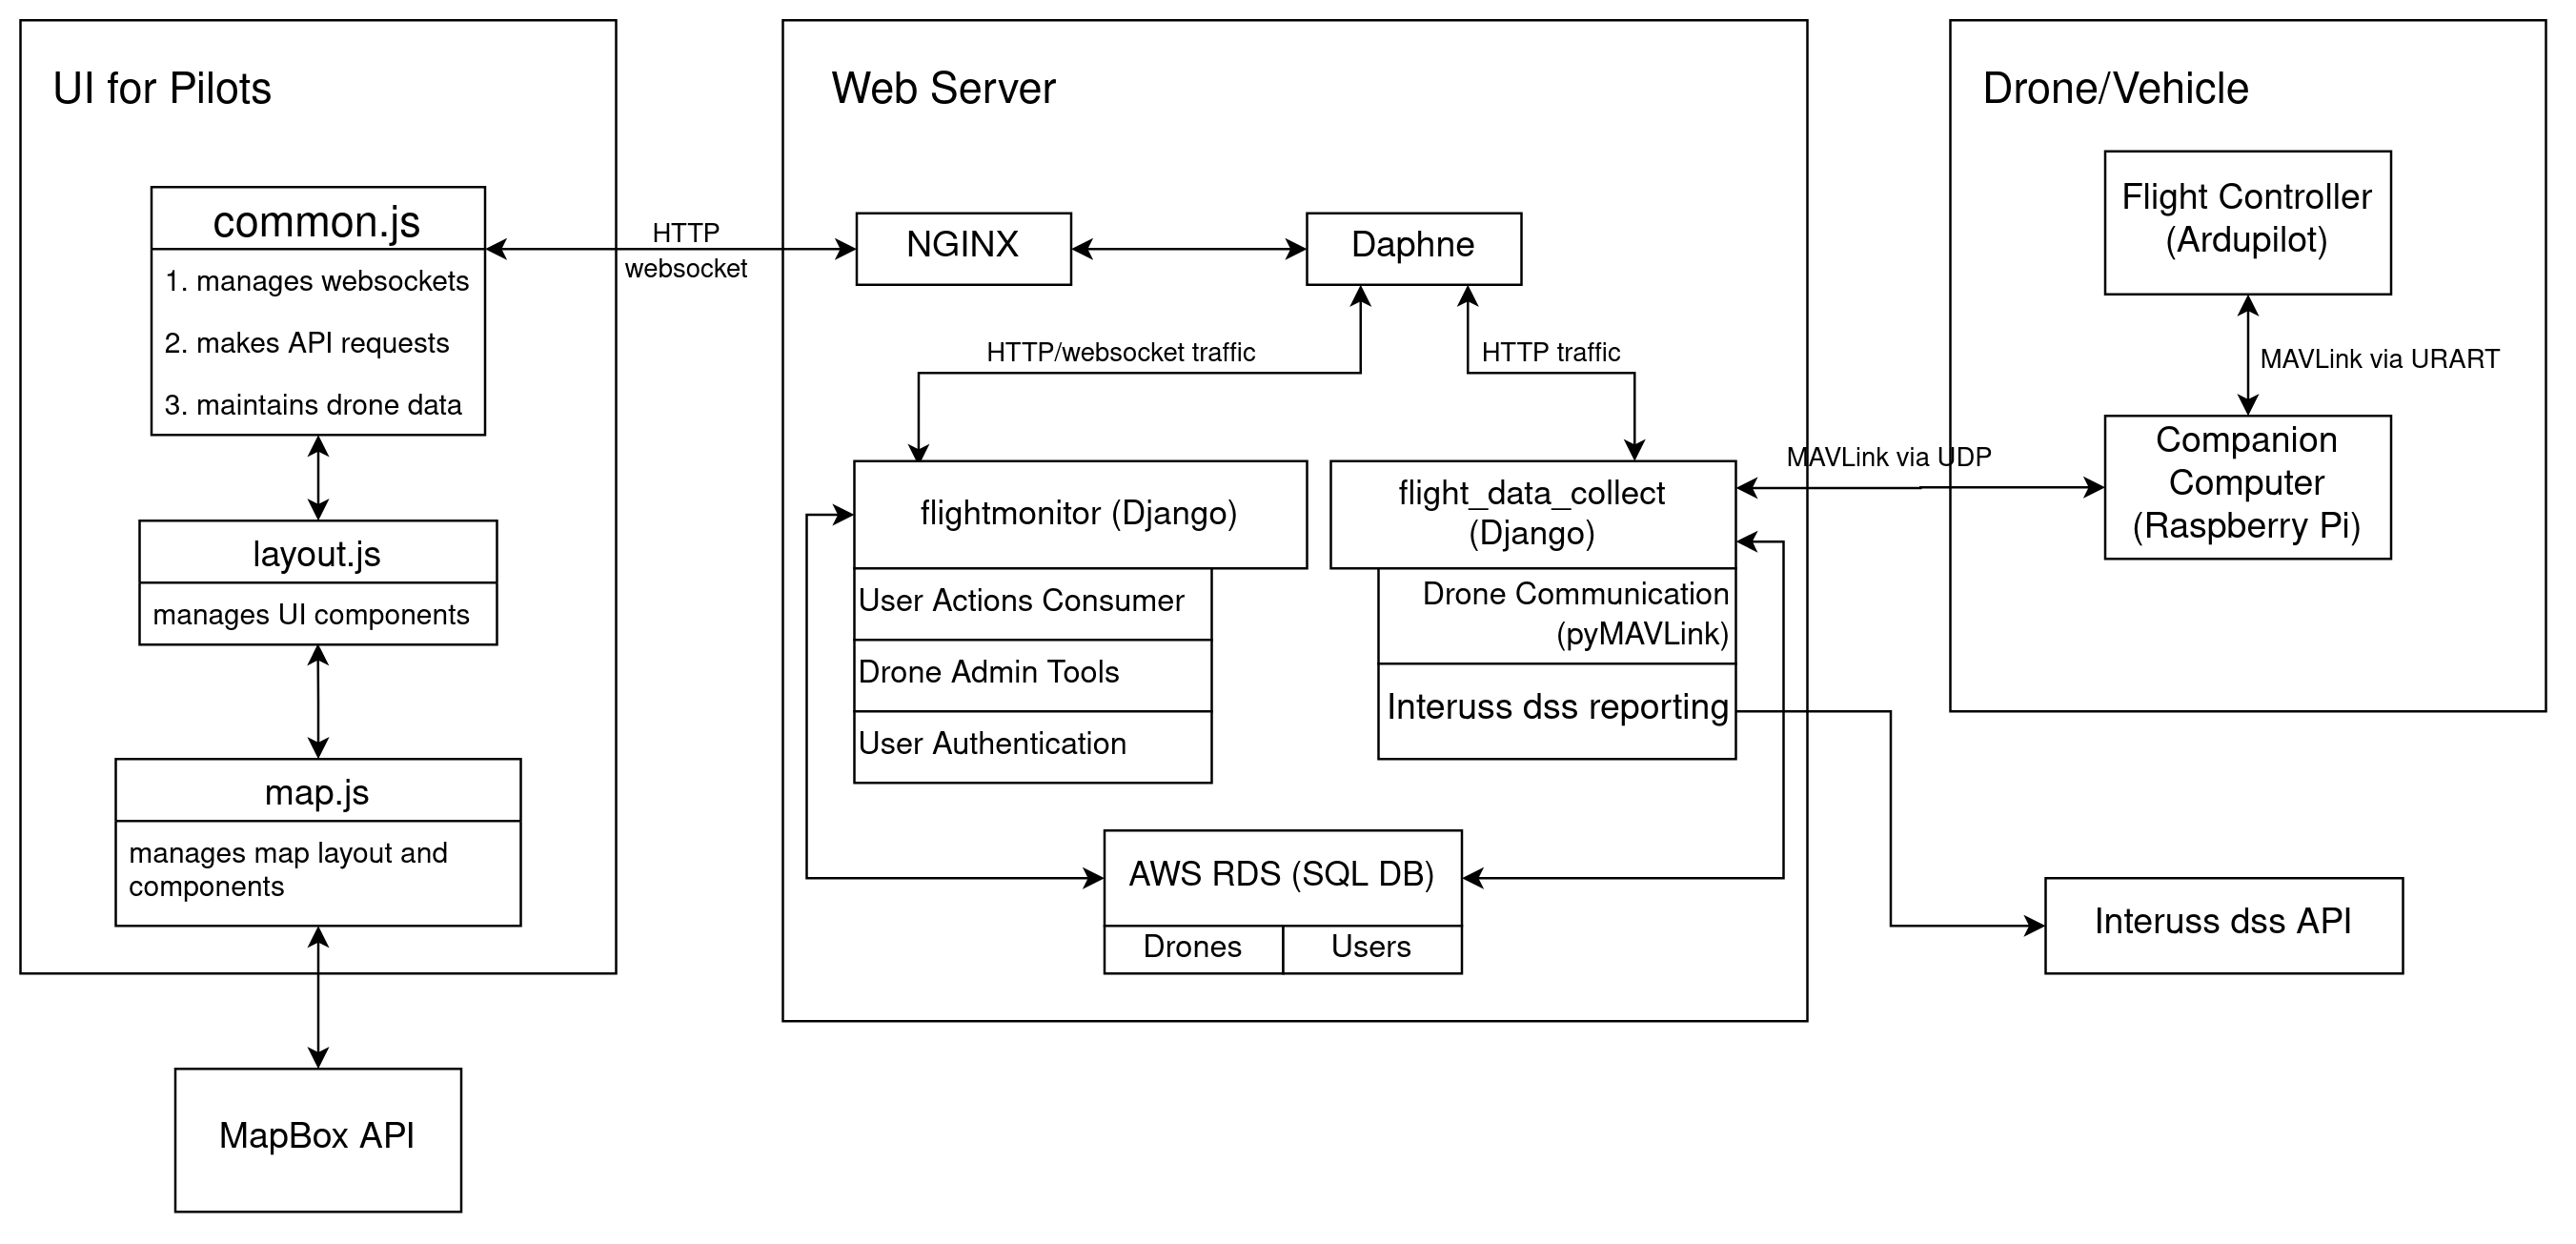 UI for Pilots
common.js
1. manages websockets
2. makes API requests
3. maintains drone data
layout.js
manages UI components
map.js
manages map layout and
components
MapBox API
HTTP
websocket
Web Server
NGINX
Daphne
HTTP/websocket traffic
HTTP traffic
flightmonitor (Django)
User Actions Consumer
Drone Admin Tools
User Authentication
flight_data_collect
(Django)
Drone Communication
(pyMAVLink)
Interuss dss reporting
AWS RDS (SQL DB)
Drones
Users
MAVLink via UDP
Drone/Vehicle
Flight Controller
(Ardupilot)
MAVLink via URART
Companion
Computer
(Raspberry Pi)
Interuss dss API